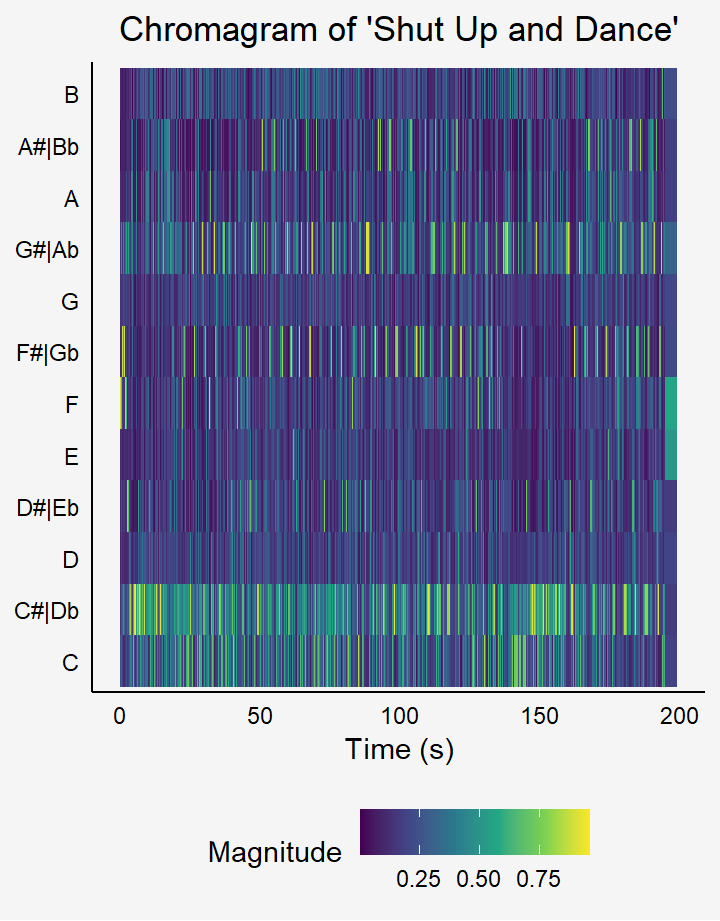 Chromagram of 'Shut Up and Dance'
B
A#|Bb
A
G#|Ab
G
F#|Gb
F
E
D#|Eb
D
C#|Db
C
0 50 100 150 200
Time (s)
Magnitude
0.25 0.50 0.75